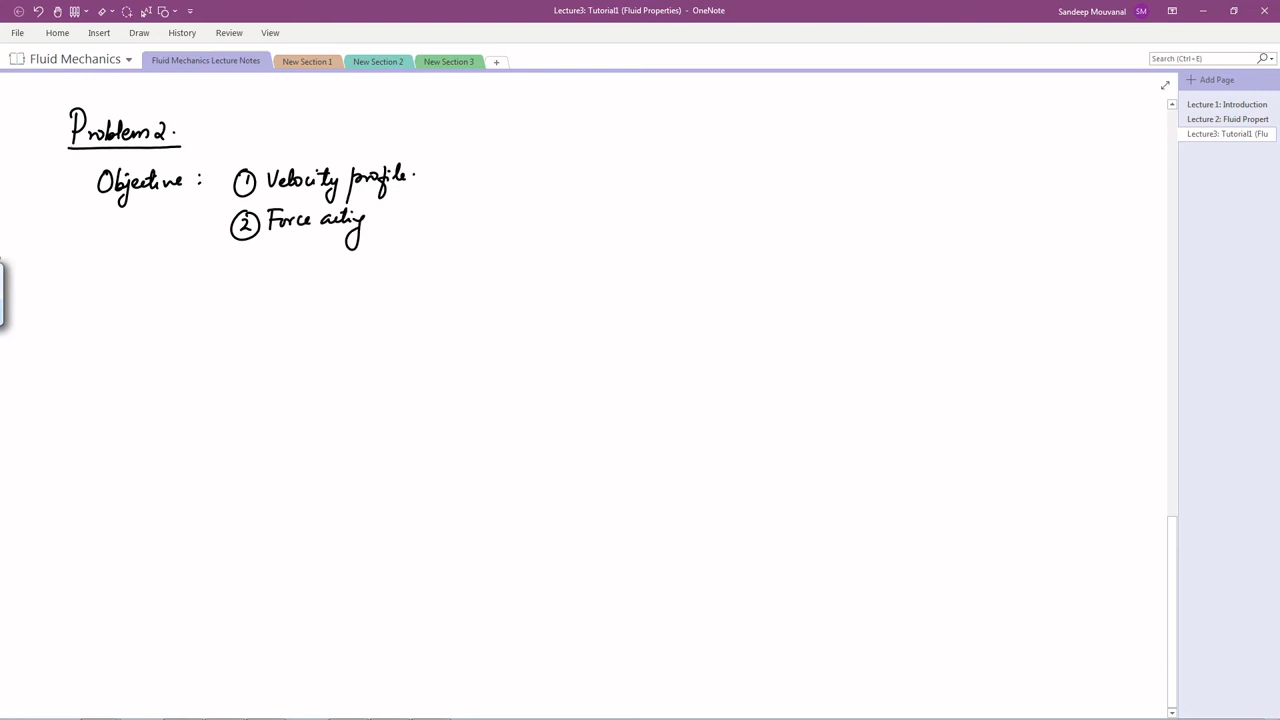 Lecture3: Tutorial1 (Fluid Properties) - OneNote
Sandeep Mouvanal SM
File Home Insert Draw History Review View
Fluid Mechanics Fluid Mechanics Lecture Notes New Section 1 New Section 2 New Section 3 +
Search (Ctrl+E)
Add Page
Lecture 1: Introduction
Lecture 2: Fluid Propert
Lecture3: Tutorial1 (Flu
Problem 2.
Objective : ① Velocity profile.
② Force acting